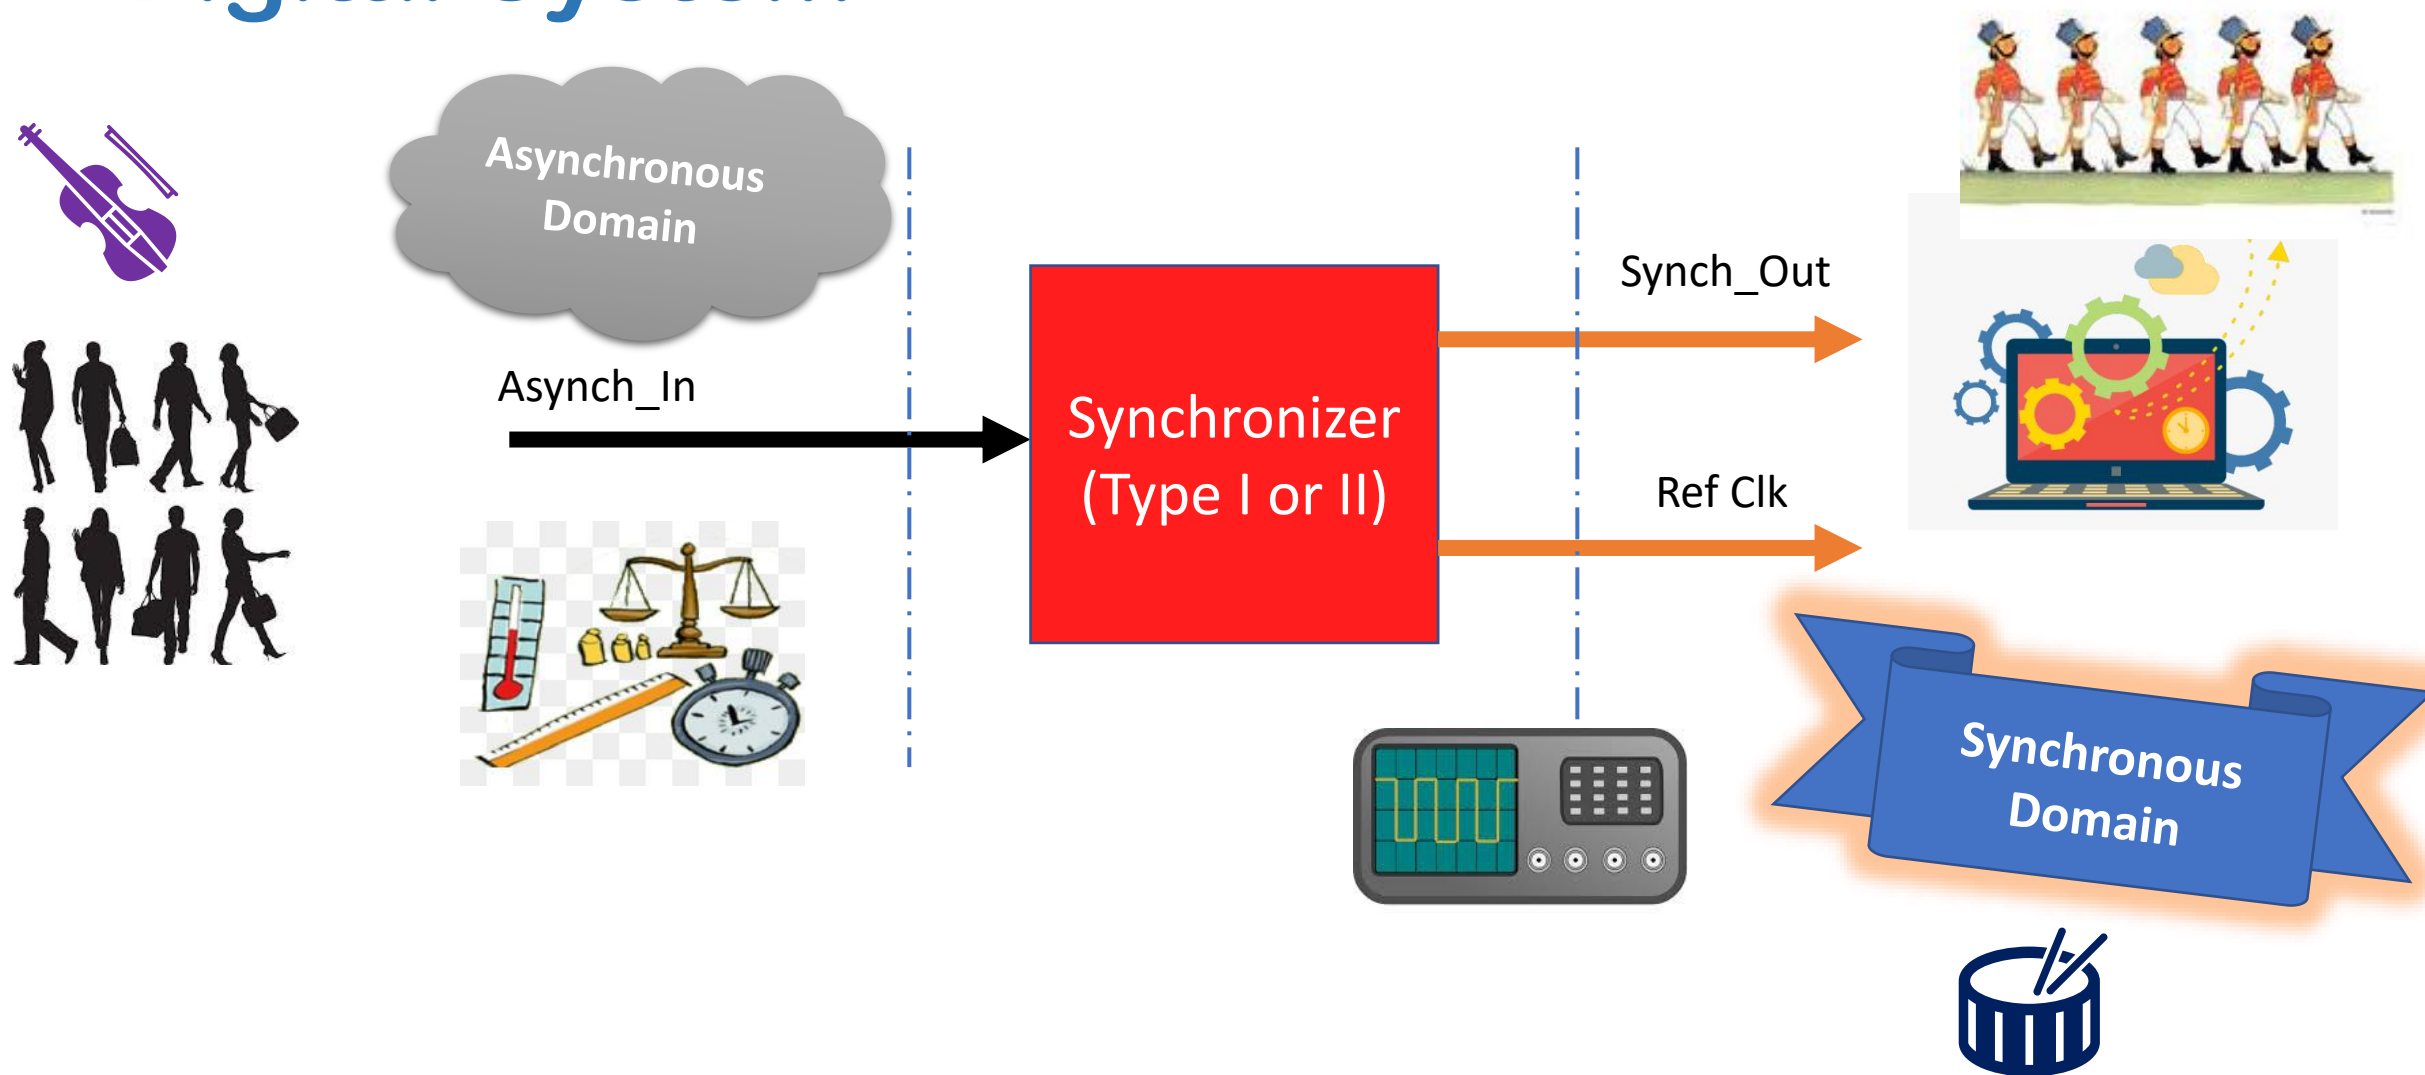 Asynchronous
Domain
Asynch_In
Synchronizer
(Type I or II)
Synch_Out
Ref Clk
Synchronous
Domain